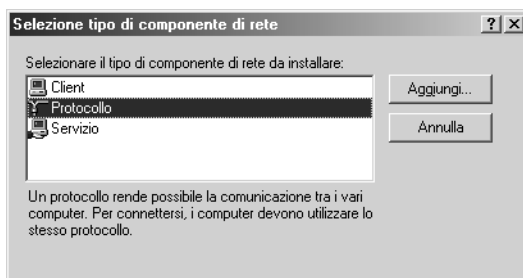 Selezione tipo di componente di rete
Selezionare il tipo di componente di rete da installare:
Client
Protocollo
Servizio
Aggiungi...
Annulla
Un protocollo rende possibile la comunicazione tra i vari
computer. Per connettersi, i computer devono utilizzare lo
stesso protocollo.